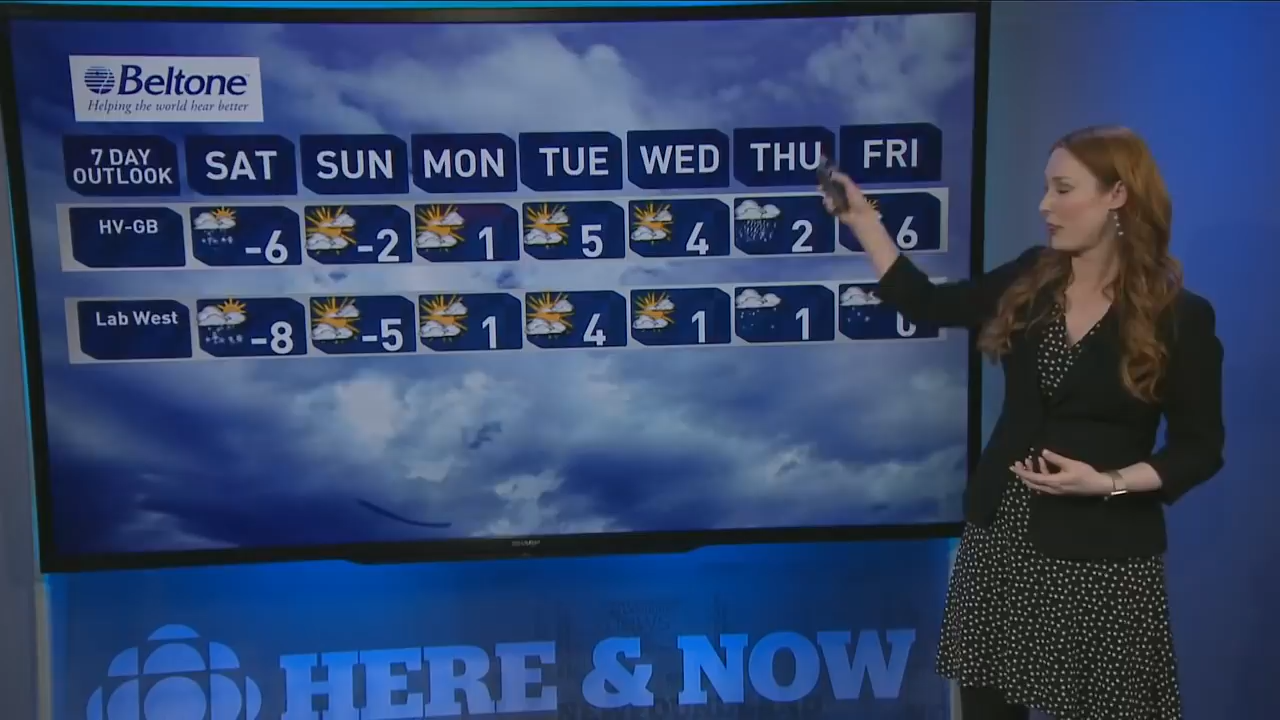 Beltone
Helping the world hear better
7 DAY
OUTLOOK
SAT SUN MON TUE WED THU FRI
HV-GB -6 -2 1 5 4 2 6
Lab West -8 -5 1 4 1 1
HERE & NOW